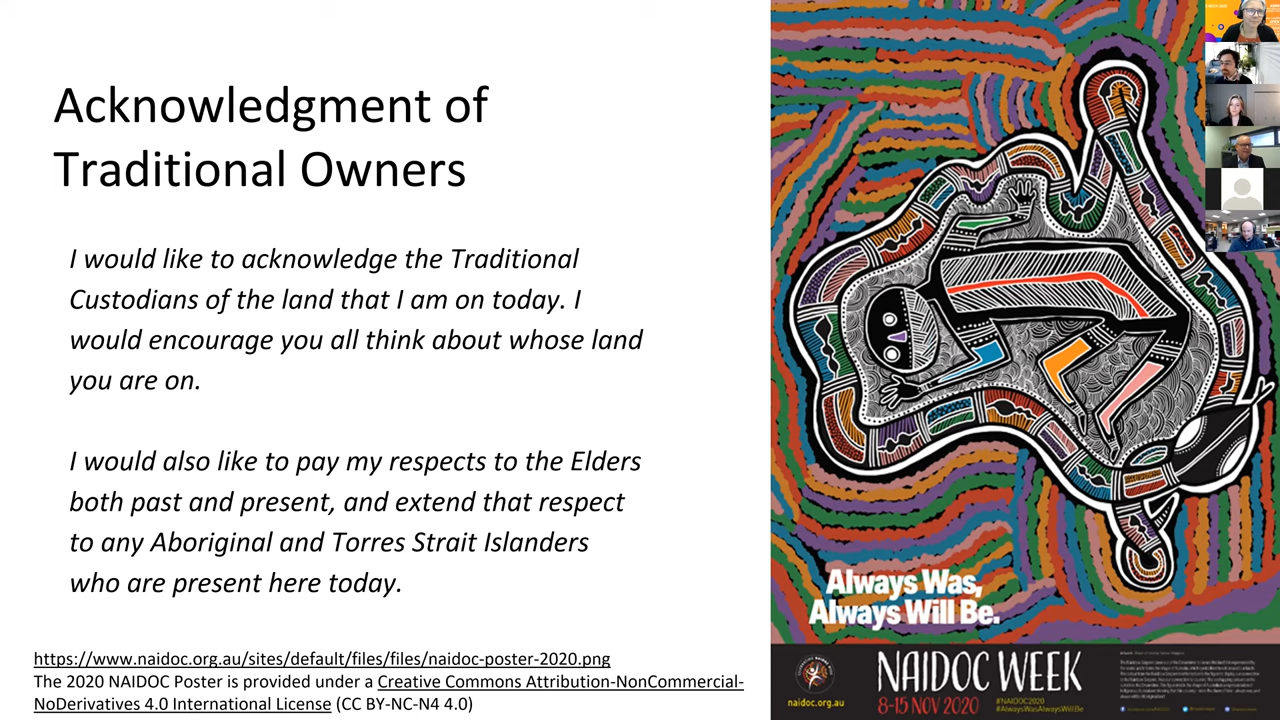 Acknowledgment of
Traditional Owners
I would like to acknowledge the Traditional
Custodians of the land that I am on today. I
would encourage you all think about whose land
you are on.
I would also like to pay my respects to the Elders
both past and present, and extend that respect
to any Aboriginal and Torres Strait Islanders
who are present here today.
https://www.naidoc.org.au/sites/default/files/files/naidoc-poster-2020.png
The 2020 NAIDOC Poster is provided under a Creative Commons Attribution-NonCommercial-
NoDerivatives 4.0 International License (CC BY-NC-N44.0)
Always Was,
Always Will Be.
NAIDOC WEEK
8-15 NOV 2020
#NAIDOC2020
#AlwaysWasAlwaysWillBe
naidoc.org.au